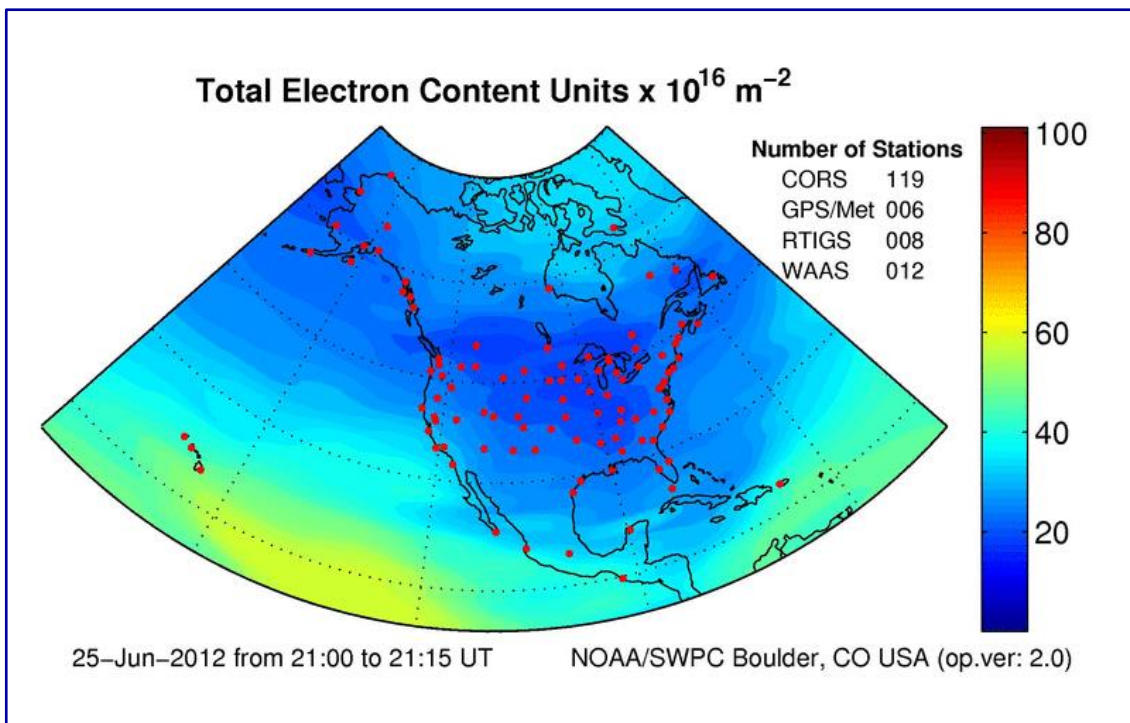 Total Electron Content Units x 10^16 m^−2
Number of Stations
CORS 119
GPS/Met 006
RTIGS 008
WAAS 012
100
80
60
40
20
25−Jun−2012 from 21:00 to 21:15 UT
NOAA/SWPC Boulder, CO USA (op.ver: 2.0)